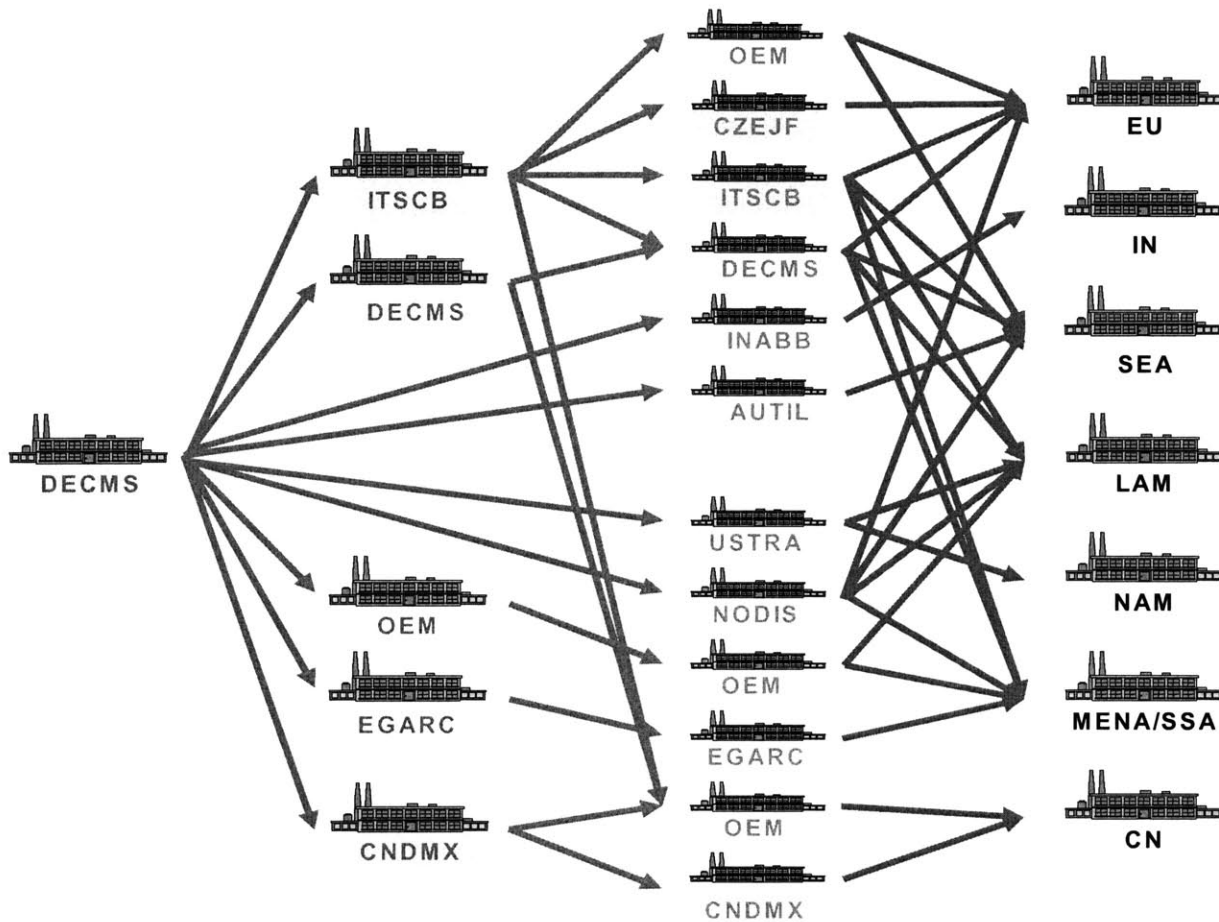 DECMS
ITSCB
DECMS
OEM
EGARC
CNDMX
OEM
CZEJF
ITSCB
DECMS
INABB
AUTIL
USTRA
NODIS
OEM
EGARC
OEM
CNDMX
EU
IN
SEA
LAM
NAM
MENA/SSA
CN